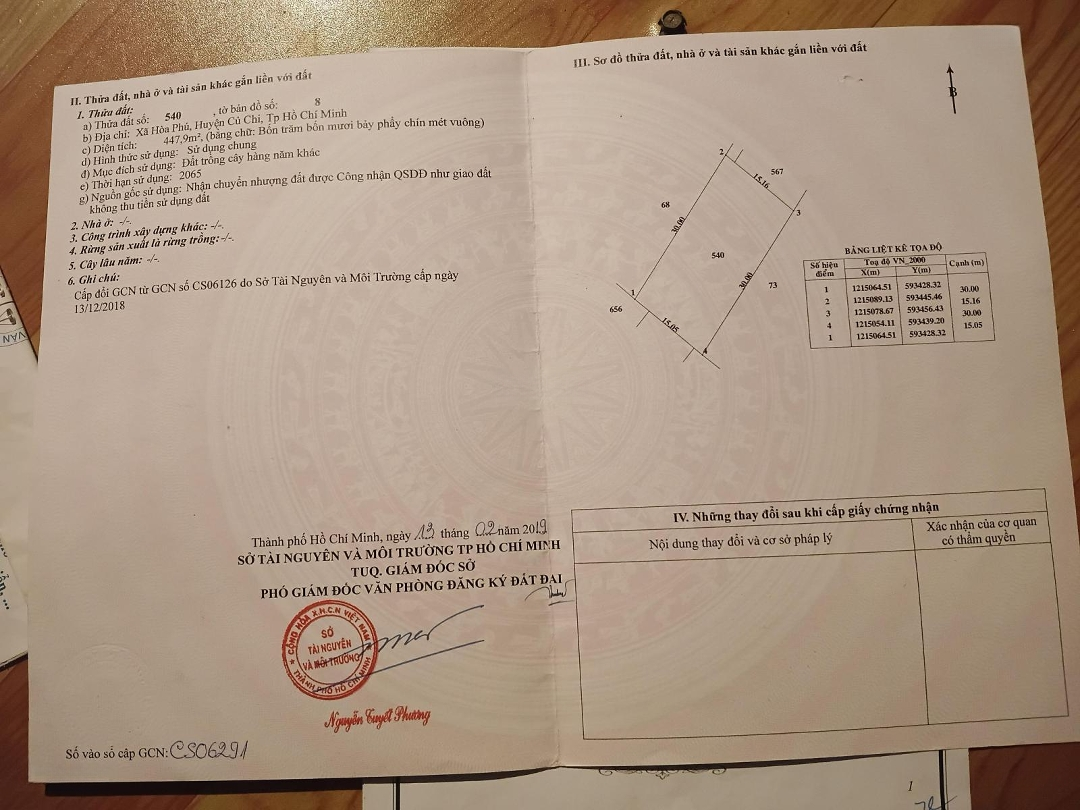 II. Thửa đất, nhà ở và tài sản khác gắn liền với đất
1. Thửa đất:
a) Thửa đất số: 540 , tờ bản đồ số: 8
b) Địa chỉ: Xã Hòa Phú, Huyện Củ Chi, Tp Hồ Chí Minh
c) Diện tích: 447,9m², (bằng chữ: Bốn trăm bốn mươi bảy phẩy chín mét vuông)
d) Hình thức sử dụng: Sử dụng chung
đ) Mục đích sử dụng: Đất trồng cây hàng năm khác
e) Thời hạn sử dụng: 2065
g) Nguồn gốc sử dụng: Nhận chuyển nhượng đất được Công nhận QSDĐ như giao đất
không thu tiền sử dụng đất
2. Nhà ở: -/-.
3. Công trình xây dựng khác: -/-.
4. Rừng sản xuất là rừng trồng:-/-.
5. Cây lâu năm: -/-.
6. Ghi chú:
Cấp đổi GCN từ GCN số CS06126 do Sở Tài Nguyên và Môi Trường cấp ngày
13/12/2018
Thành phố Hồ Chí Minh, ngày 13 tháng 02 năm 2019
SỞ TÀI NGUYÊN VÀ MÔI TRƯỜNG TP HỒ CHÍ MINH
TUQ. GIÁM ĐỐC SỞ
PHÓ GIÁM ĐỐC VĂN PHÒNG ĐĂNG KÝ ĐẤT ĐAI
CỘNG HÒA X.H.C.N VIỆT NAM
SỞ
TÀI NGUYÊN
VÀ MÔI TRƯỜNG
THÀNH PHỐ HỒ CHÍ MINH
Nguyễn Tuyết Phương
Số vào sổ cấp GCN: CS06291
III. Sơ đồ thửa đất, nhà ở và tài sản khác gắn liền với đất
B
2
567
15.16
68
3
30.00
540
30.00
73
1
656
15.05
4
BẢNG LIỆT KÊ TỌA ĐỘ
Số hiệu điểm Toạ độ VN_2000 Cạnh (m)
X(m) Y(m)
1 1215064.51 593428.32
30.00
2 1215089.13 593445.46
15.16
3 1215078.67 593456.43
30.00
4 1215054.11 593439.20
15.05
1 1215064.51 593428.32
IV. Những thay đổi sau khi cấp giấy chứng nhận
Nội dung thay đổi và cơ sở pháp lý
Xác nhận của cơ quan
có thẩm quyền
VĂN
1